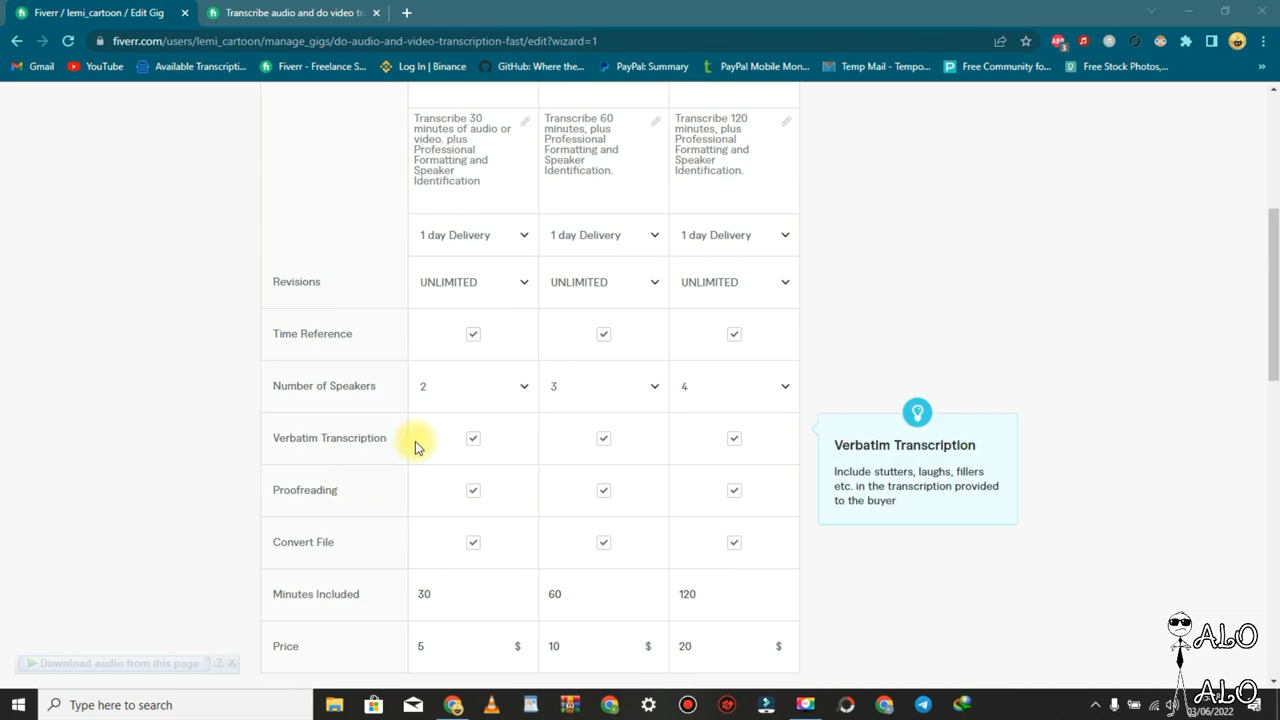 Fiverr / lemi_cartoon / Edit Gig
Transcribe audio and do video tr
fiverr.com/users/lemi_cartoon/manage_gigs/do-audio-and-video-transcription-fast/edit?wizard=1
Gmail
YouTube
Available Transcripti...
Fiverr - Freelance S...
Log In | Binance
GitHub: Where the...
PayPal: Summary
PayPal Mobile Mon...
Temp Mail - Tempo...
Free Community fo...
Free Stock Photos,...
Transcribe 30
minutes of audio or
video. plus
Professional
Formatting and
Speaker
Identification
Transcribe 60
minutes, plus
Professional
Formatting and
Speaker
Identification.
Transcribe 120
minutes, plus
Professional
Formatting and
Speaker
Identification.
1 day Delivery
1 day Delivery
1 day Delivery
Revisions
UNLIMITED
UNLIMITED
UNLIMITED
Time Reference
Number of Speakers
2
3
4
Verbatim Transcription
Verbatim Transcription
Include stutters, laughs, fillers
etc. in the transcription provided
to the buyer
Proofreading
Convert File
Minutes Included
30
60
120
Price
5 $
10 $
20 $
Download audio from this page ? x
ALO
ALO
Type here to search
03/06/2022